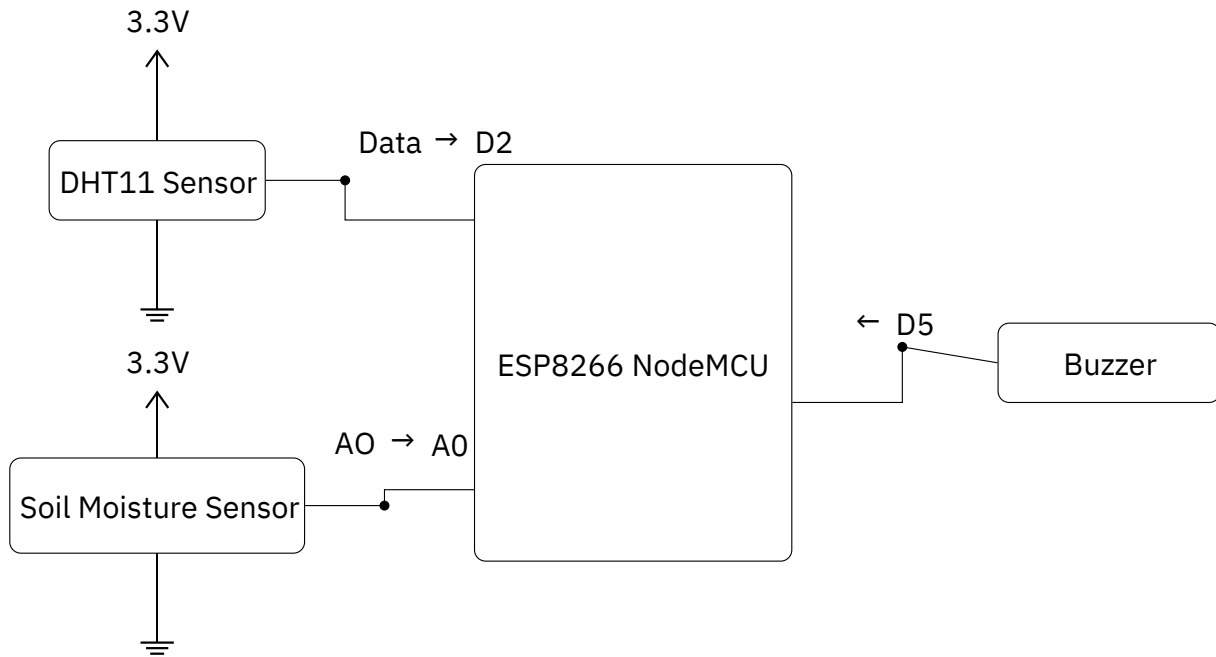 3.3V
DHT11 Sensor
Data → D2
3.3V
AO → A0
Soil Moisture Sensor
ESP8266 NodeMCU
← D5
Buzzer